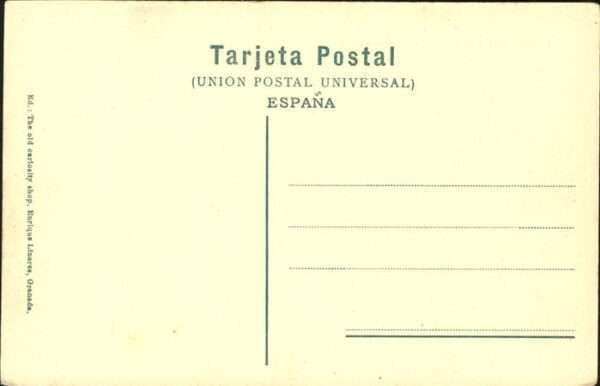 Tarjeta Postal
(UNION POSTAL UNIVERSAL)
ESPAÑA
Ed.: The old curiosity shop. Enrique Linares, Granada.